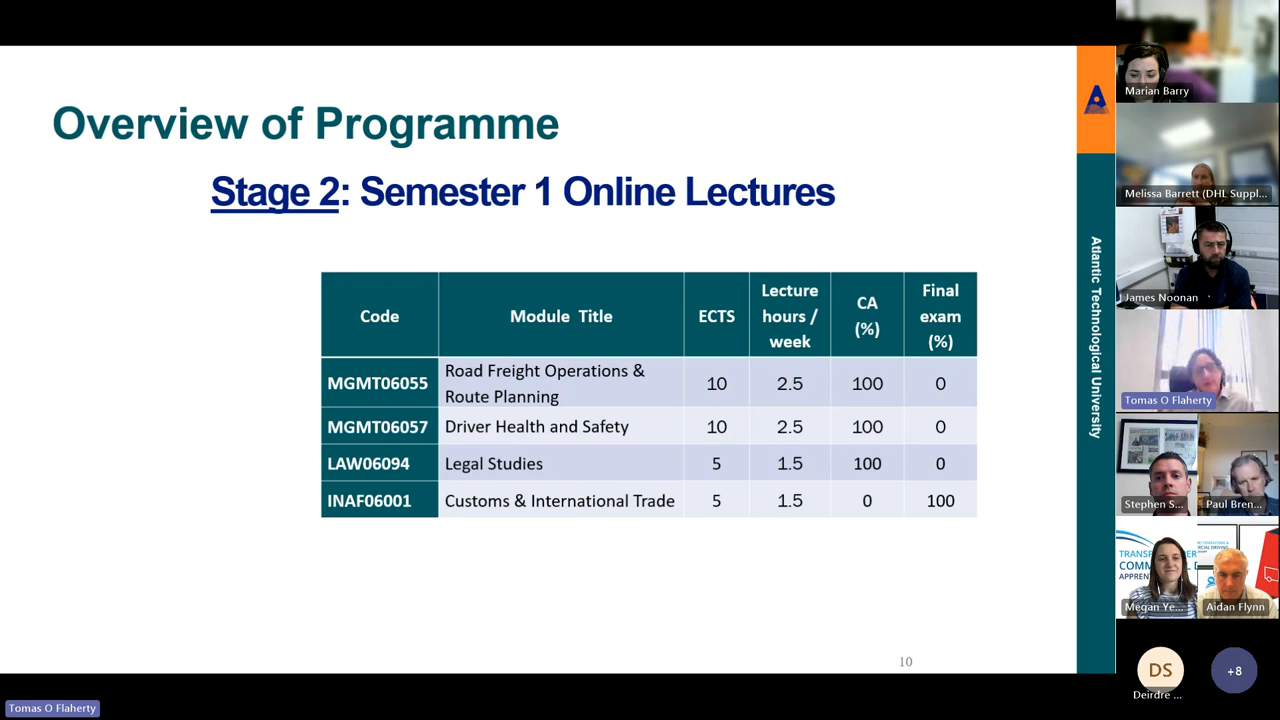 Overview of Programme
Stage 2: Semester 1 Online Lectures
Code Module Title ECTS Lecture hours / week CA (%) Final exam (%)
MGMT06055 Road Freight Operations & Route Planning 10 2.5 100 0
MGMT06057 Driver Health and Safety 10 2.5 100 0
LAW06094 Legal Studies 5 1.5 100 0
INAF06001 Customs & International Trade 5 1.5 0 100
10
Atlantic Technological University
Marian Barry
Melissa Barrett (DHL Suppl...
James Noonan
Tomas O Flaherty
Stephen S...
Paul Bren...
Megan Ye...
Aidan Flynn
DS
Deirdre ...
+8
Tomas O Flaherty